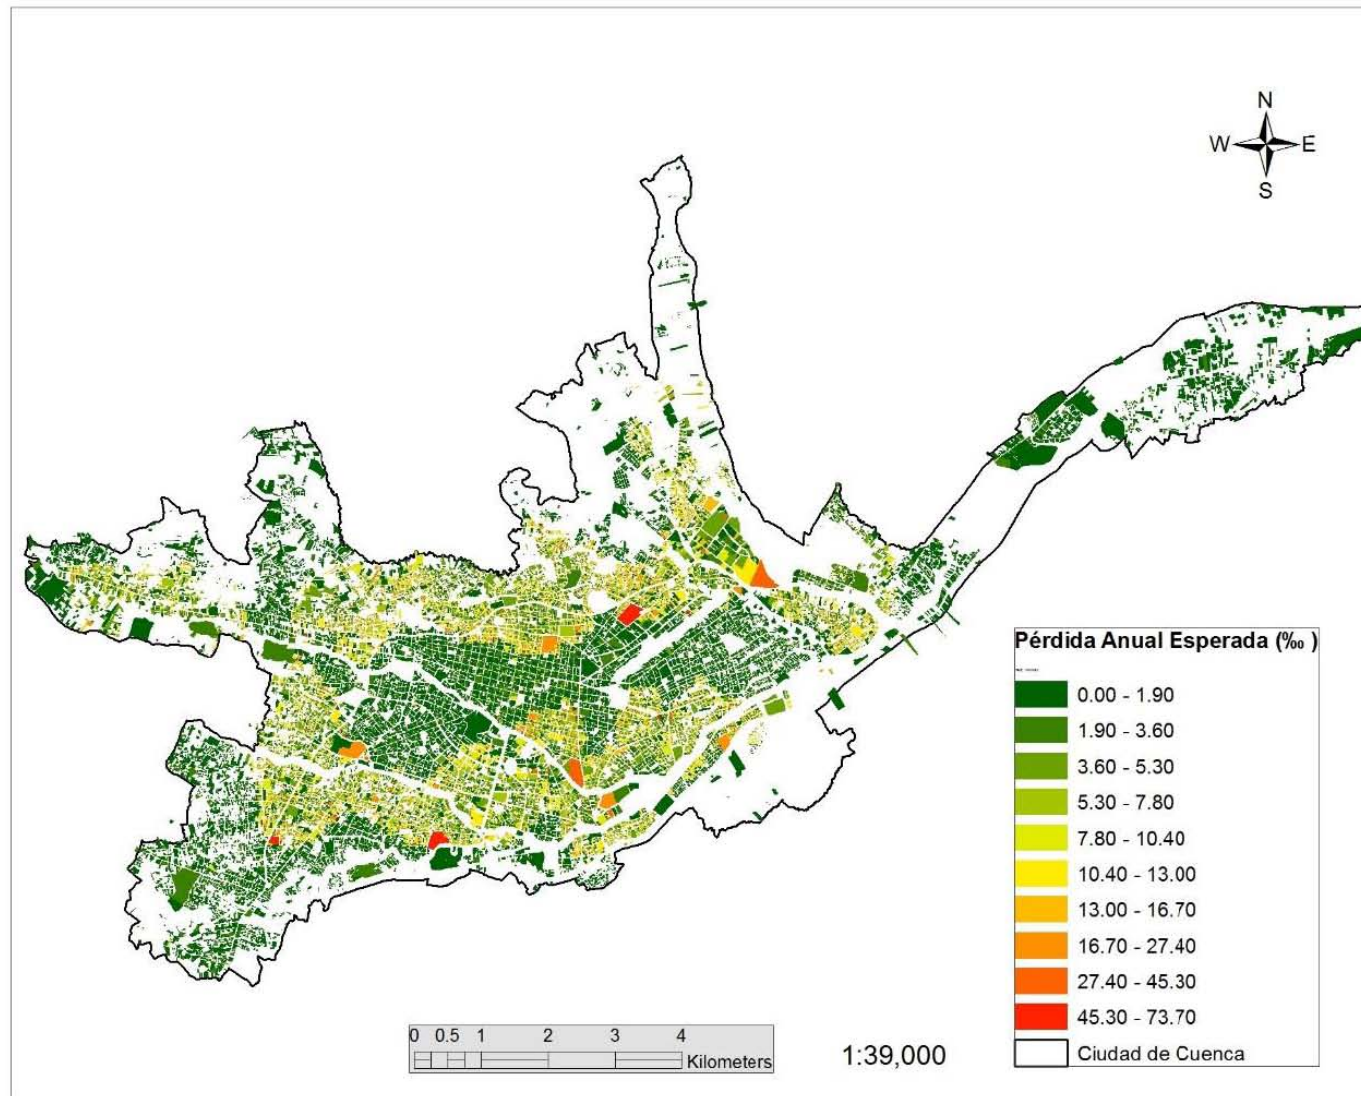 N
W E
S
Pérdida Anual Esperada (‰ )
0.00 - 1.90
1.90 - 3.60
3.60 - 5.30
5.30 - 7.80
7.80 - 10.40
10.40 - 13.00
13.00 - 16.70
16.70 - 27.40
27.40 - 45.30
45.30 - 73.70
Ciudad de Cuenca
0 0.5 1 2 3 4
Kilometers
1:39,000